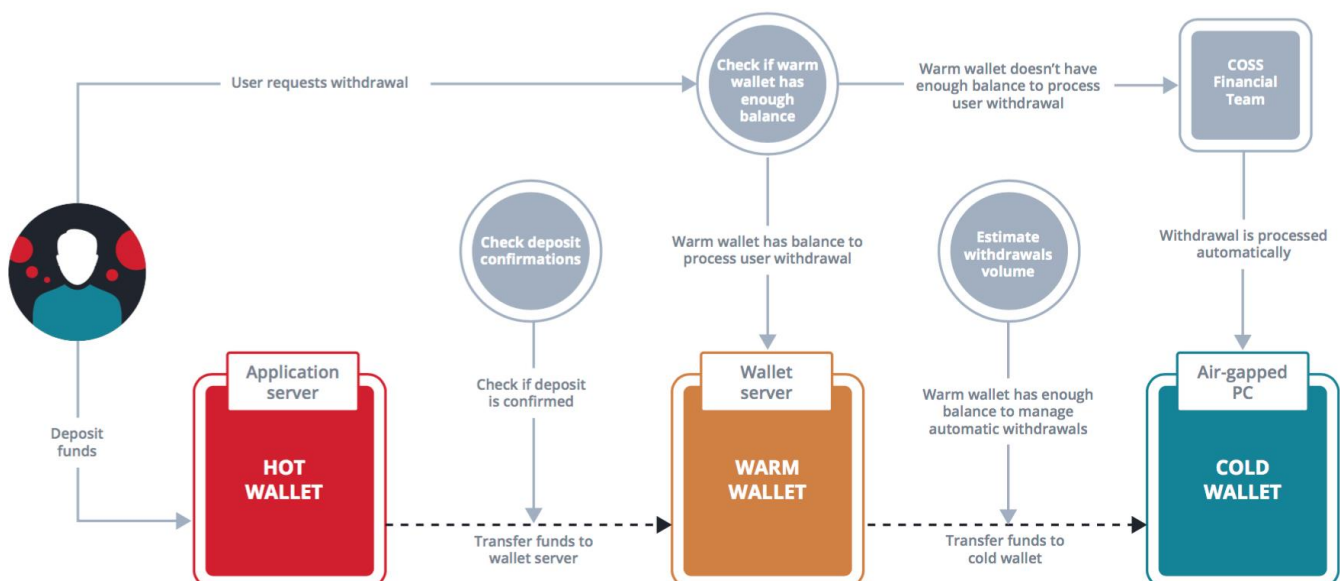 User requests withdrawal
Check if warm
wallet has
enough
balance
Warm wallet doesn’t have
enough balance to process
user withdrawal
COSS
Financial
Team
Check deposit
confirmations
Warm wallet has balance to
process user withdrawal
Estimate
withdrawals
volume
Withdrawal is processed
automatically
Deposit
funds
Application
server
HOT
WALLET
Check if deposit
is confirmed
Transfer funds to
wallet server
Wallet
server
WARM
WALLET
Warm wallet has enough
balance to manage
automatic withdrawals
Transfer funds to
cold wallet
Air-gapped
PC
COLD
WALLET